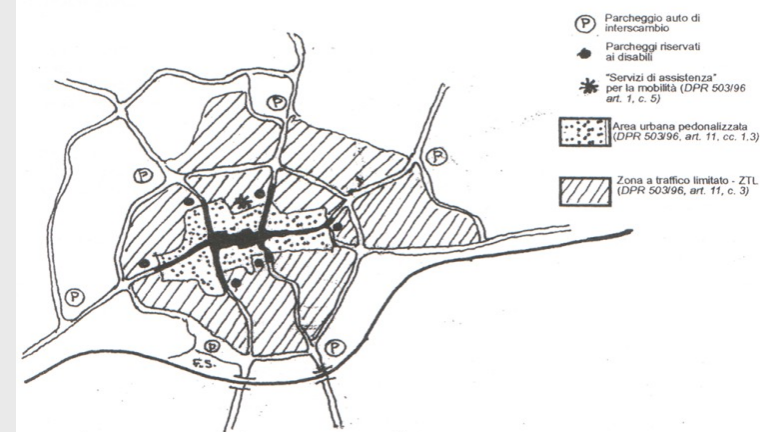 P
Parcheggio auto di
interscambio
Parcheggi riservati
ai disabili
"Servizi di assistenza"
per la mobilità (DPR 503/96
art. 1, c. 5)
Area urbana pedonalizzata
(DPR 503/96, art. 11, cc. 1,3)
Zona a traffico limitato - ZTL
(DPR 503/96, art. 11, c. 3)
P
P
P
P
P
P
F.S.